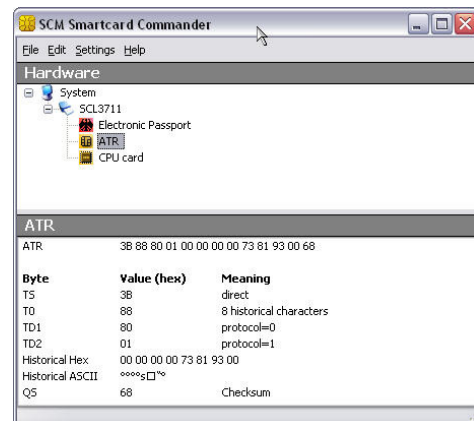 SCM Smartcard Commander
File Edit Settings Help
Hardware
System
SCL3711
Electronic Passport
ATR
CPU card
ATR
ATR 3B 88 80 01 00 00 00 00 73 81 93 00 68
Byte Value (hex) Meaning
TS 3B direct
T0 88 8 historical characters
TD1 80 protocol=0
TD2 01 protocol=1
Historical Hex 00 00 00 00 73 81 93 00
Historical ASCII °°°°s□"°
QS 68 Checksum